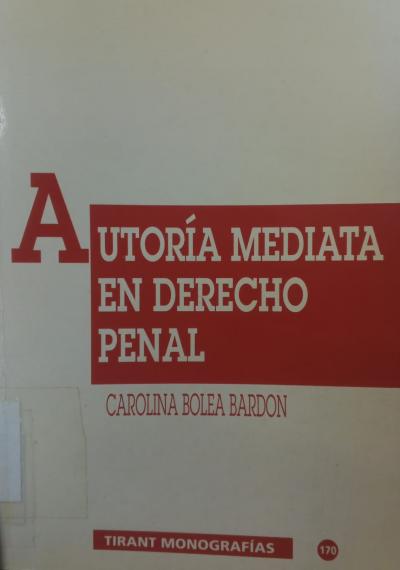 AUTORÍA MEDIATA
EN DERECHO
PENAL
CAROLINA BOLEA BARDON
TIRANT MONOGRAFÍAS 170